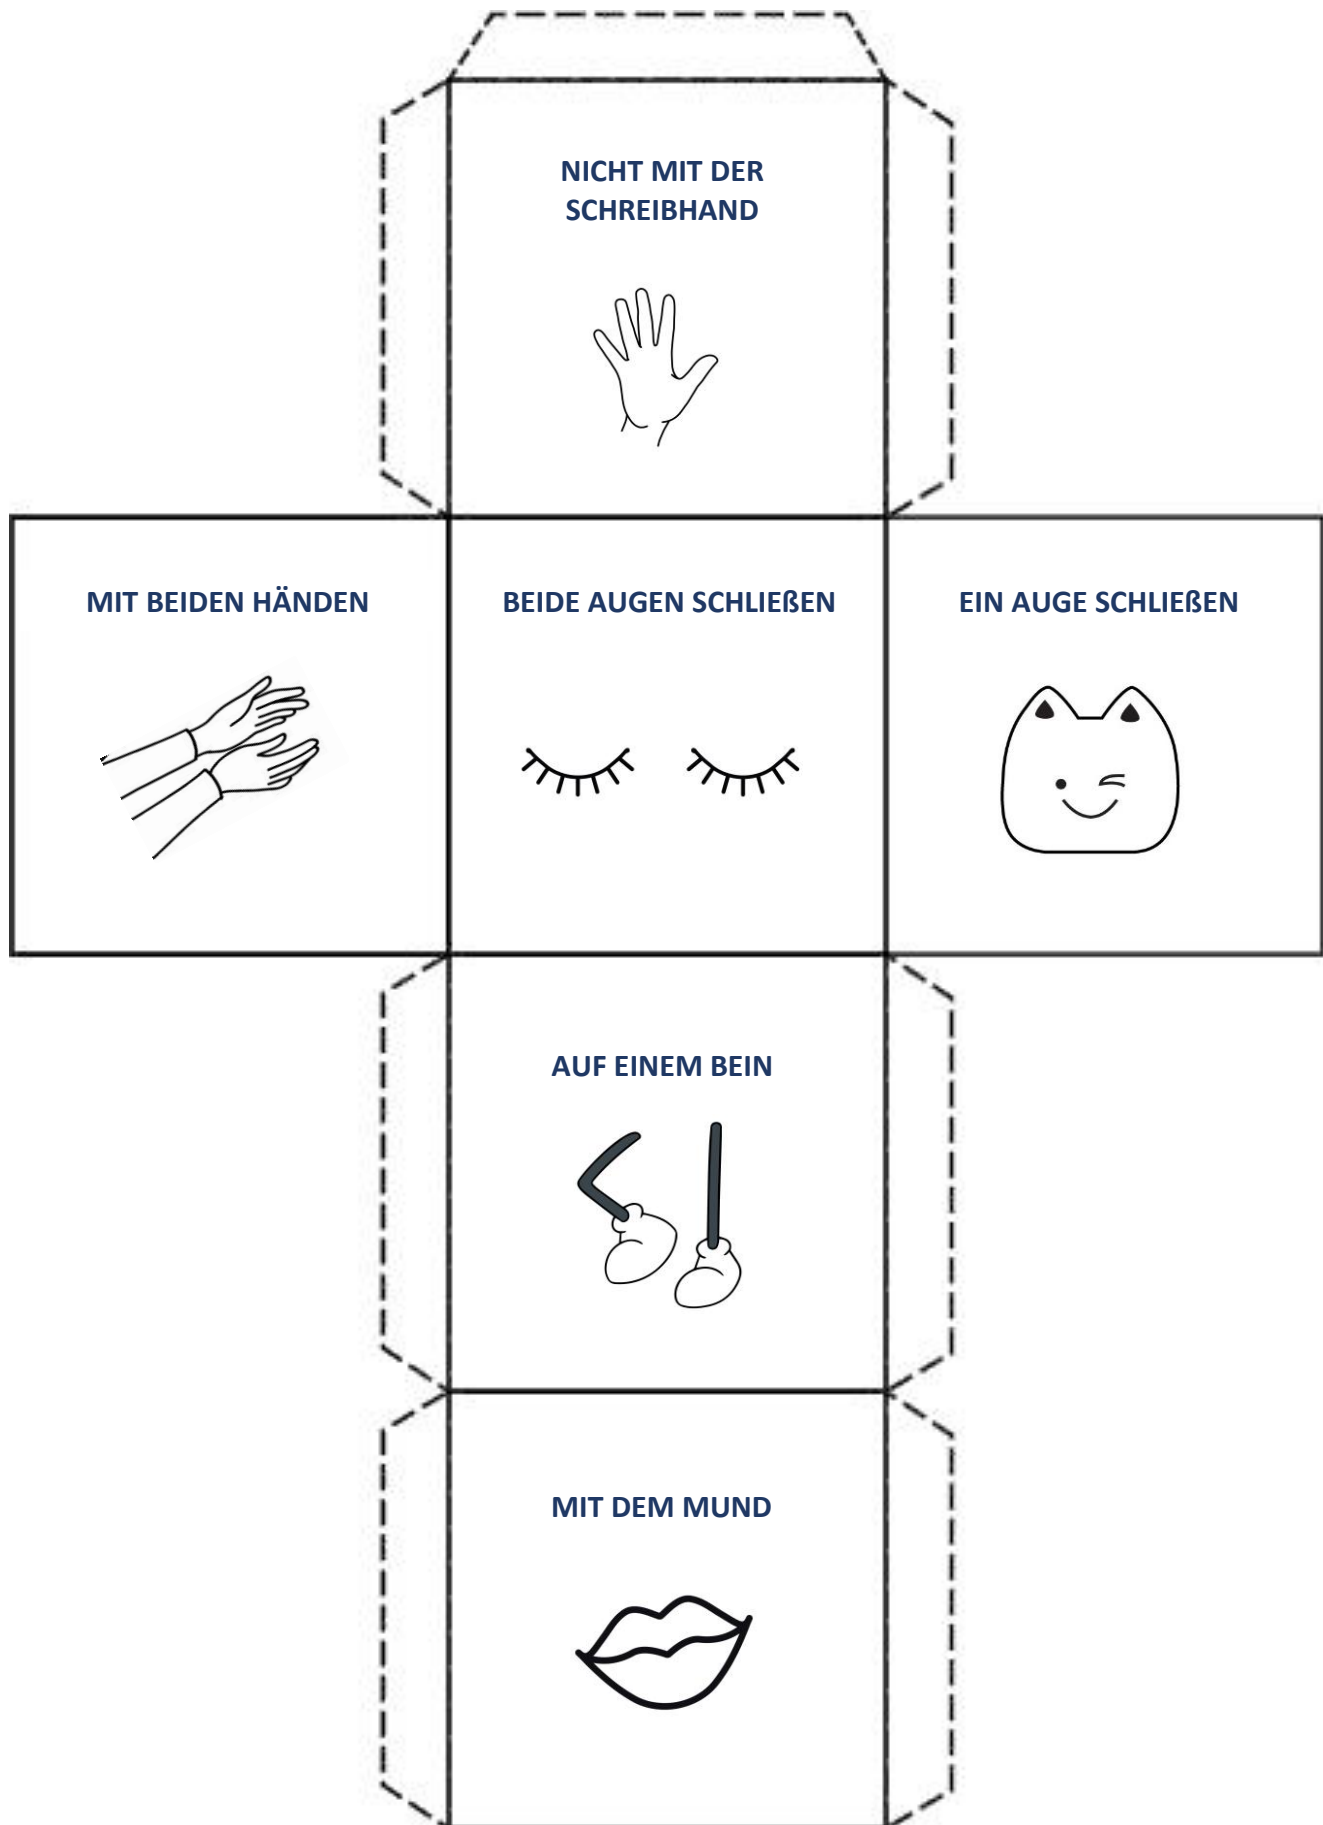 NICHT MIT DER
SCHREIBHAND
MIT BEIDEN HÄNDEN
BEIDE AUGEN SCHLIEßEN
EIN AUGE SCHLIEßEN
AUF EINEM BEIN
MIT DEM MUND